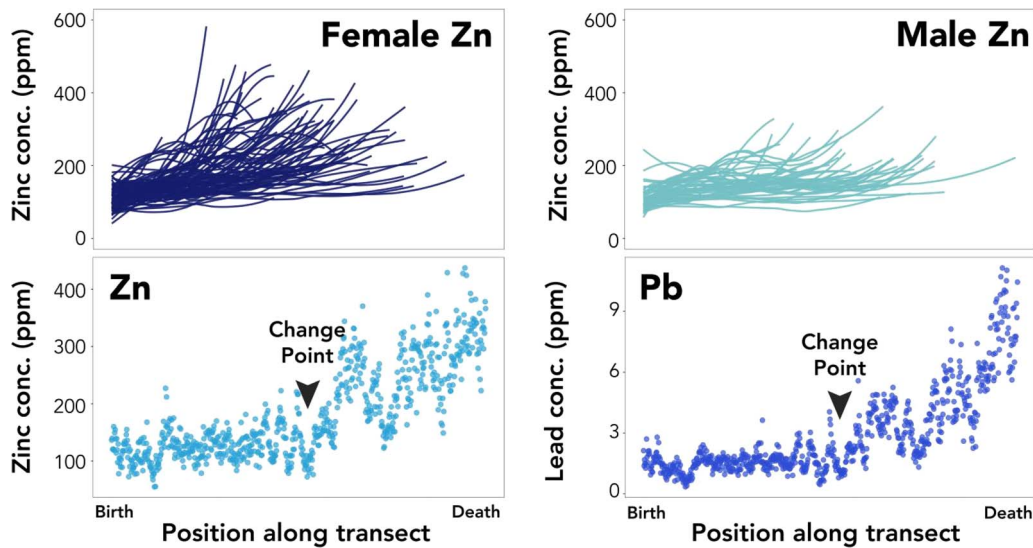 Female Zn
Zinc conc. (ppm)
600
400
200
0
Male Zn
Zinc conc. (ppm)
600
400
200
0
Zn
Zinc conc. (ppm)
400
300
200
100
Change
Point
Birth
Death
Position along transect
Pb
Lead conc. (ppm)
9
6
3
0
Change
Point
Birth
Death
Position along transect